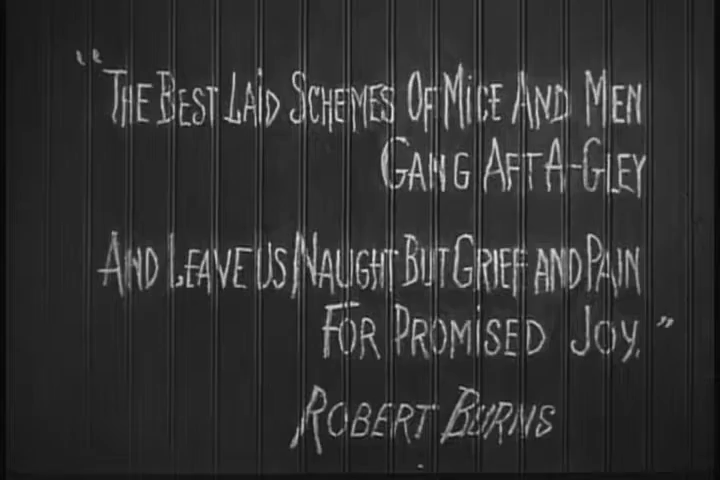 "The Best Laid Schemes Of Mice And Men
Gang Aft A-Gley
And Leave Us Naught But Grief And Pain
For Promised Joy."
Robert Burns